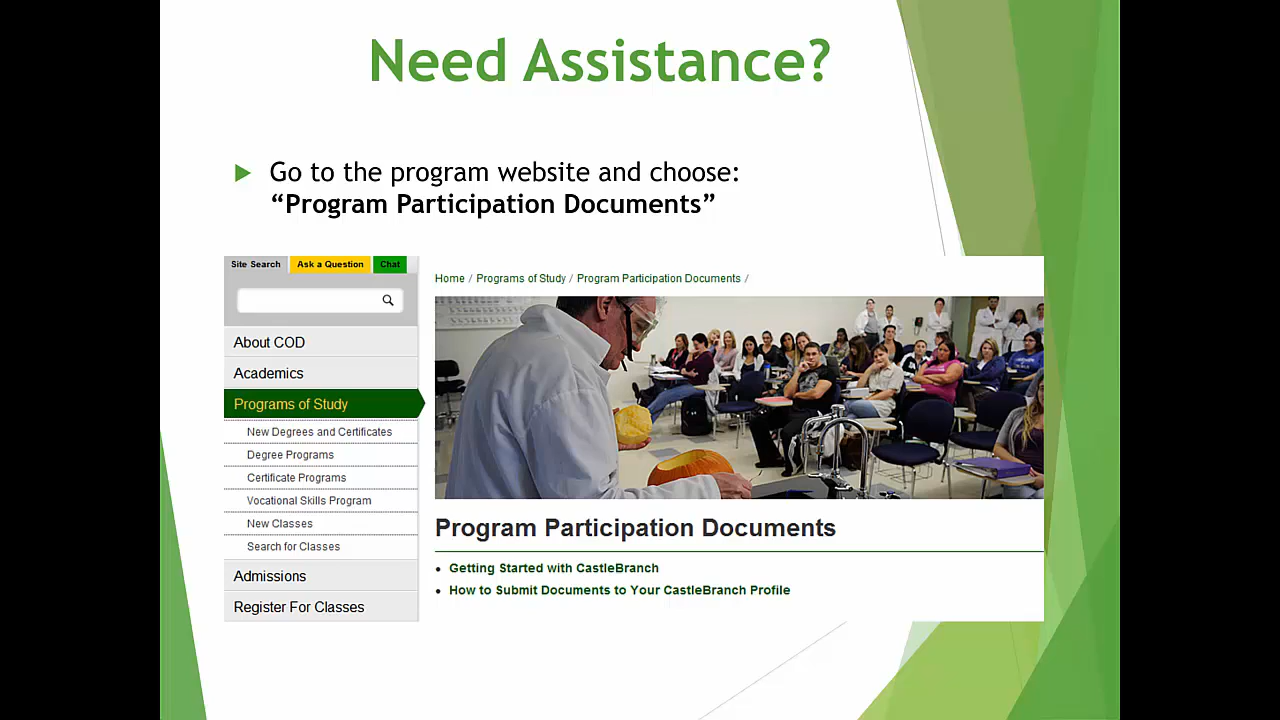 Need Assistance?
Go to the program website and choose:
“Program Participation Documents”
Site Search
Ask a Question
Chat
About COD
Academics
Programs of Study
New Degrees and Certificates
Degree Programs
Certificate Programs
Vocational Skills Program
New Classes
Search for Classes
Admissions
Register For Classes
Home / Programs of Study / Program Participation Documents /
Program Participation Documents
• Getting Started with CastleBranch
• How to Submit Documents to Your CastleBranch Profile